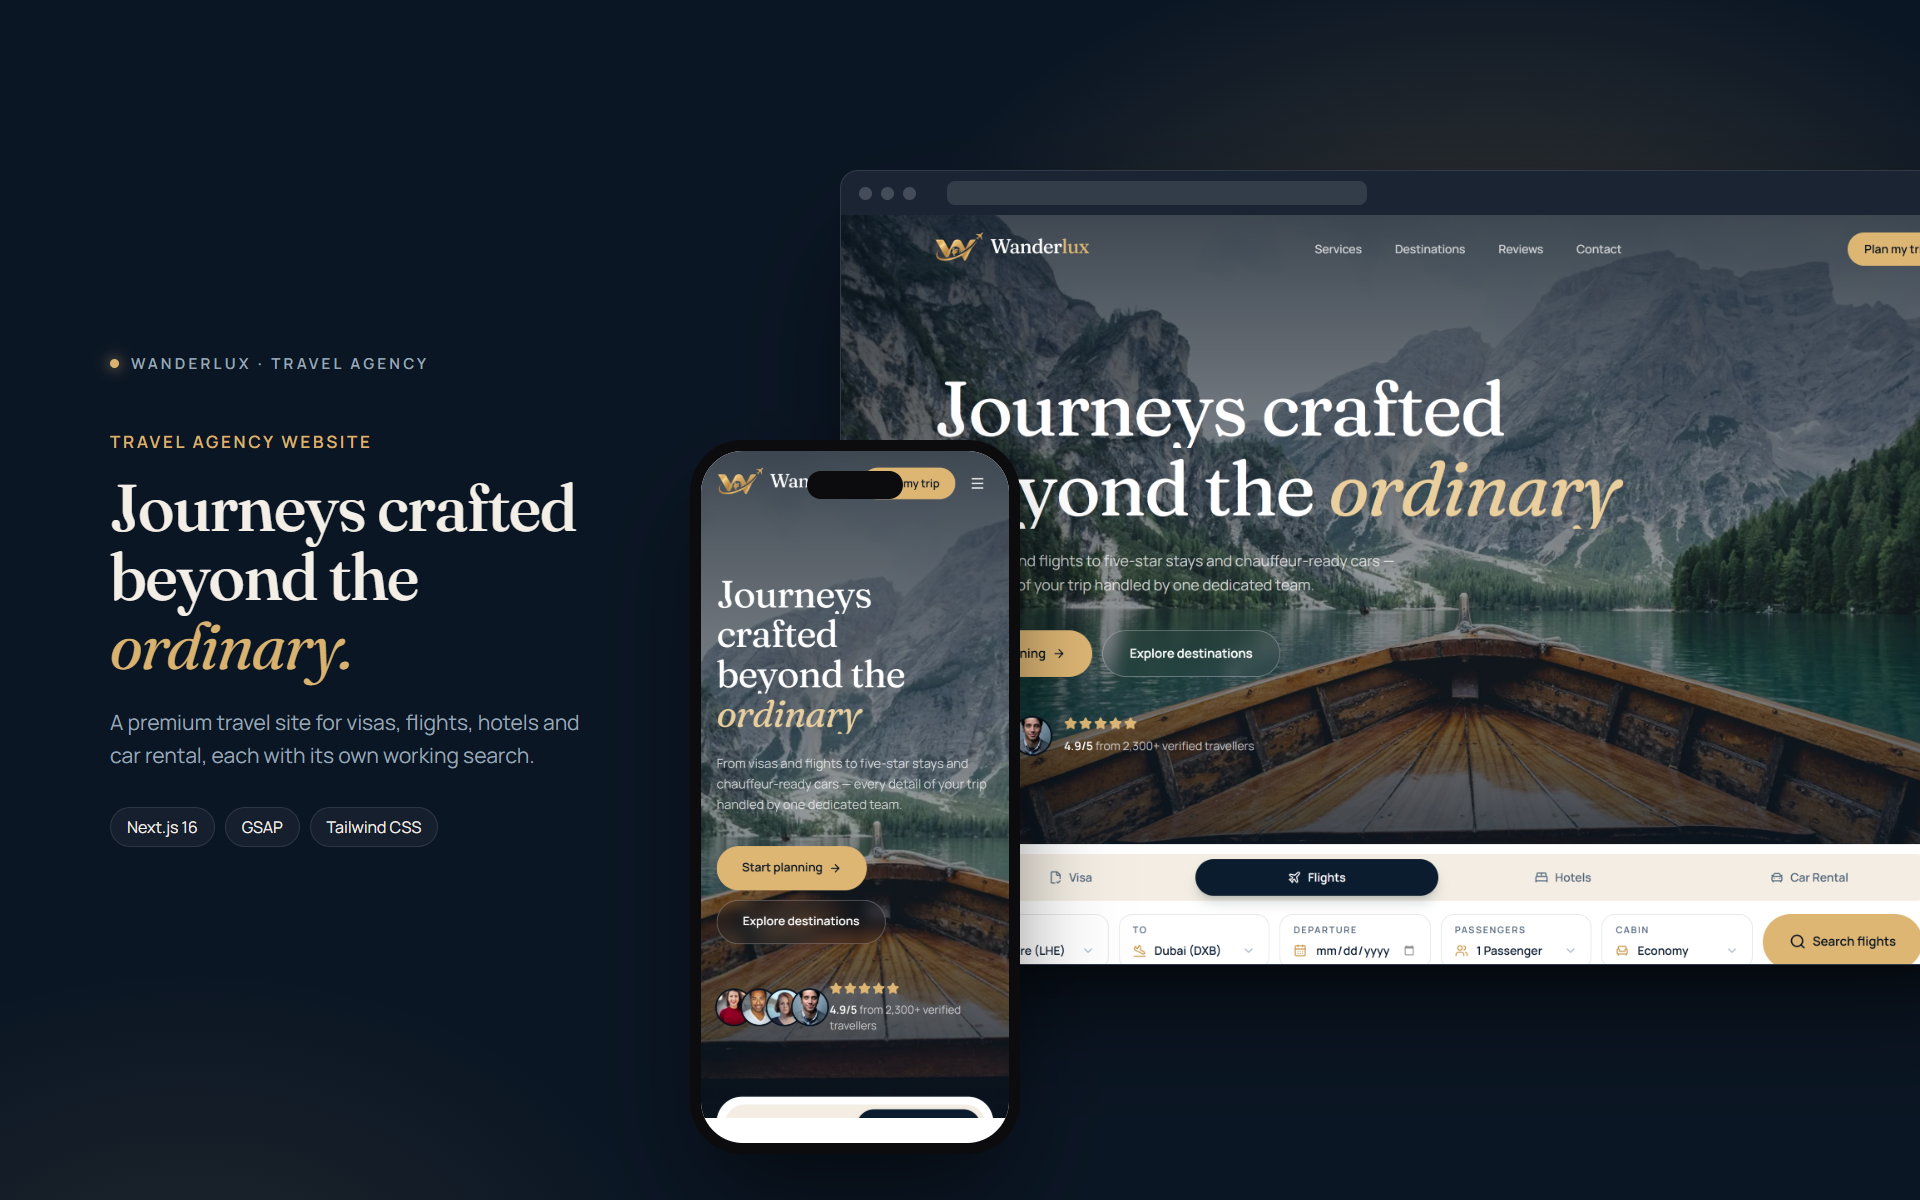 WANDERLUX · TRAVEL AGENCY
TRAVEL AGENCY WEBSITE
Journeys crafted
beyond the
ordinary.
A premium travel site for visas, flights, hotels and
car rental, each with its own working search.
Next.js 16 GSAP Tailwind CSS
Wanderlux Services Destinations Reviews Contact Plan my tri
Journeys crafted
yond the ordinary
nd flights to five-star stays and chauffeur-ready cars —
of your trip handled by one dedicated team.
ning → Explore destinations
4.9/5 from 2,300+ verified travellers
Visa Flights Hotels Car Rental
TO DEPARTURE PASSENGERS CABIN
re (LHE) Dubai (DXB) mm/dd/yyyy 1 Passenger Economy Search flights
Wan my trip
Journeys
crafted
beyond the
ordinary
From visas and flights to five-star stays and
chauffeur-ready cars — every detail of your trip
handled by one dedicated team.
Start planning →
Explore destinations
4.9/5 from 2,300+ verified
travellers